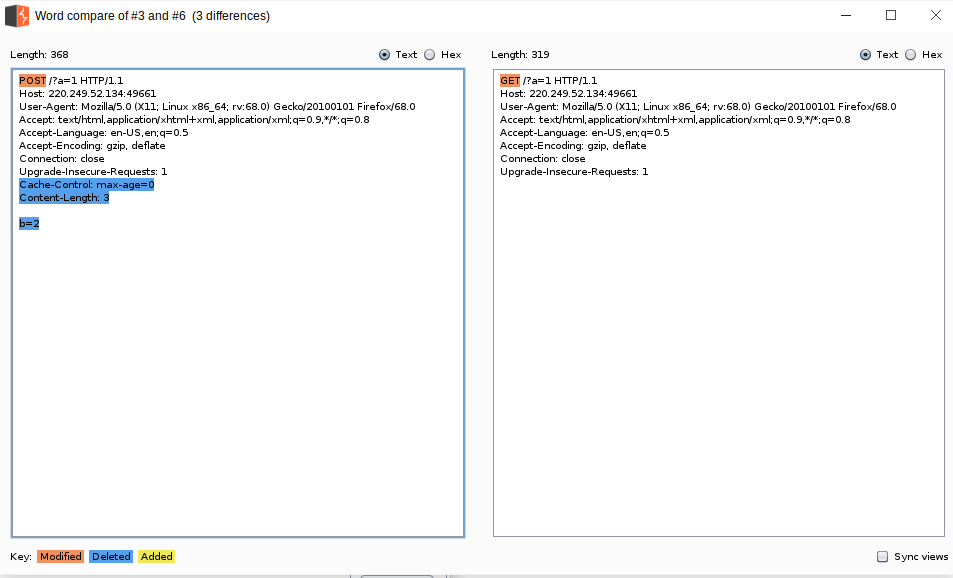 Word compare of #3 and #6 (3 differences)
Length: 368
Text Hex
Length: 319
Text Hex
POST /?a=1 HTTP/1.1
Host: 220.249.52.134:49661
User-Agent: Mozilla/5.0 (X11; Linux x86_64; rv:68.0) Gecko/20100101 Firefox/68.0
Accept: text/html,application/xhtml+xml,application/xml;q=0.9,*/*;q=0.8
Accept-Language: en-US,en;q=0.5
Accept-Encoding: gzip, deflate
Connection: close
Upgrade-Insecure-Requests: 1
Cache-Control: max-age=0
Content-Length: 3
b=2
GET /?a=1 HTTP/1.1
Host: 220.249.52.134:49661
User-Agent: Mozilla/5.0 (X11; Linux x86_64; rv:68.0) Gecko/20100101 Firefox/68.0
Accept: text/html,application/xhtml+xml,application/xml;q=0.9,*/*;q=0.8
Accept-Language: en-US,en;q=0.5
Accept-Encoding: gzip, deflate
Connection: close
Upgrade-Insecure-Requests: 1
Key: Modified Deleted Added
Sync views